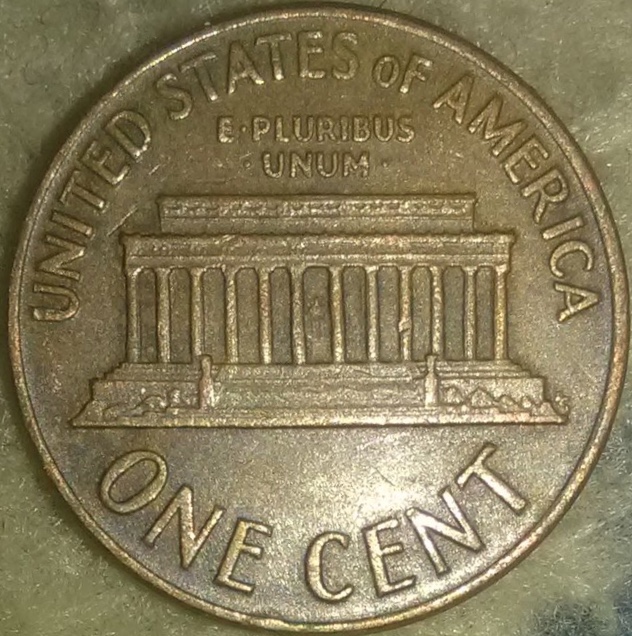 UNITED STATES OF AMERICA
E·PLURIBUS
·UNUM·
ONE CENT